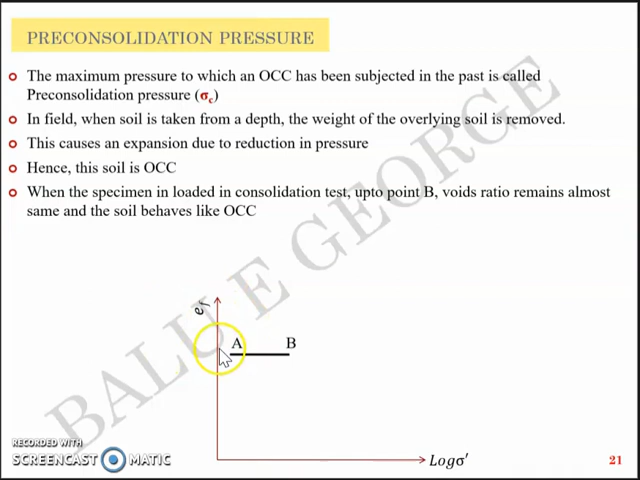 PRECONSOLIDATION PRESSURE
The maximum pressure to which an OCC has been subjected in the past is called
Preconsolidation pressure (σc)
In field, when soil is taken from a depth, the weight of the overlying soil is removed.
This causes an expansion due to reduction in pressure
Hence, this soil is OCC
When the specimen in loaded in consolidation test, upto point B, voids ratio remains almost
same and the soil behaves like OCC
BALU E GEORGE
ef
A B
Logσ′
RECORDED WITH
SCREENCAST MATIC
21